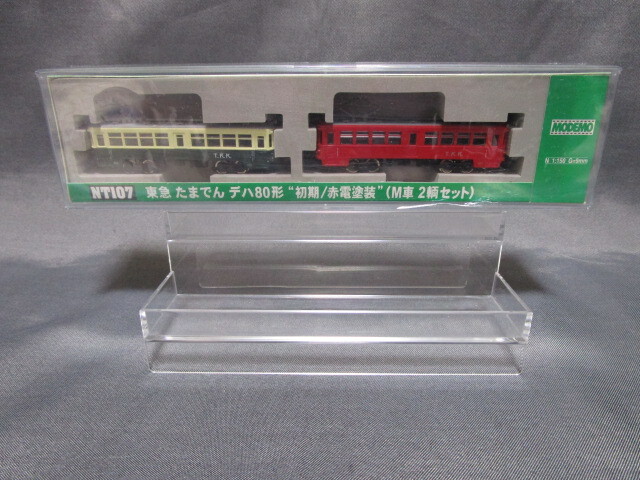 MODEMO
N 1:150 G=9mm
T.K.K. T.K.K.
NT107 東急 たまでん デハ80形 “初期/赤電塗装” (M車 2輌セット)